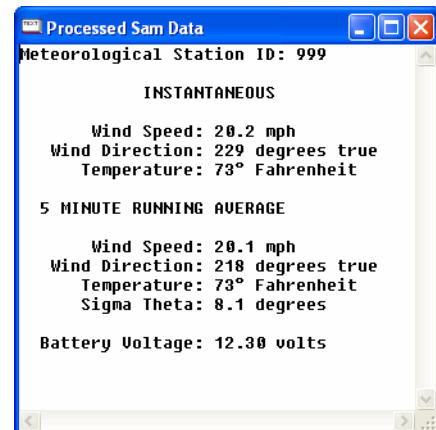 Processed Sam Data
Meteorological Station ID: 999
INSTANTANEOUS
Wind Speed: 20.2 mph
Wind Direction: 229 degrees true
Temperature: 73° Fahrenheit
5 MINUTE RUNNING AVERAGE
Wind Speed: 20.1 mph
Wind Direction: 218 degrees true
Temperature: 73° Fahrenheit
Sigma Theta: 8.1 degrees
Battery Voltage: 12.30 volts